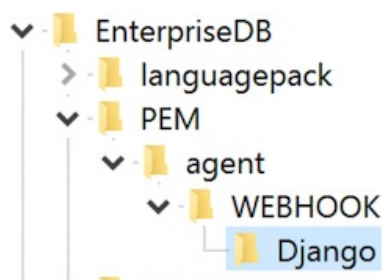 EnterpriseDB
languagepack
PEM
agent
WEBHOOK
Django